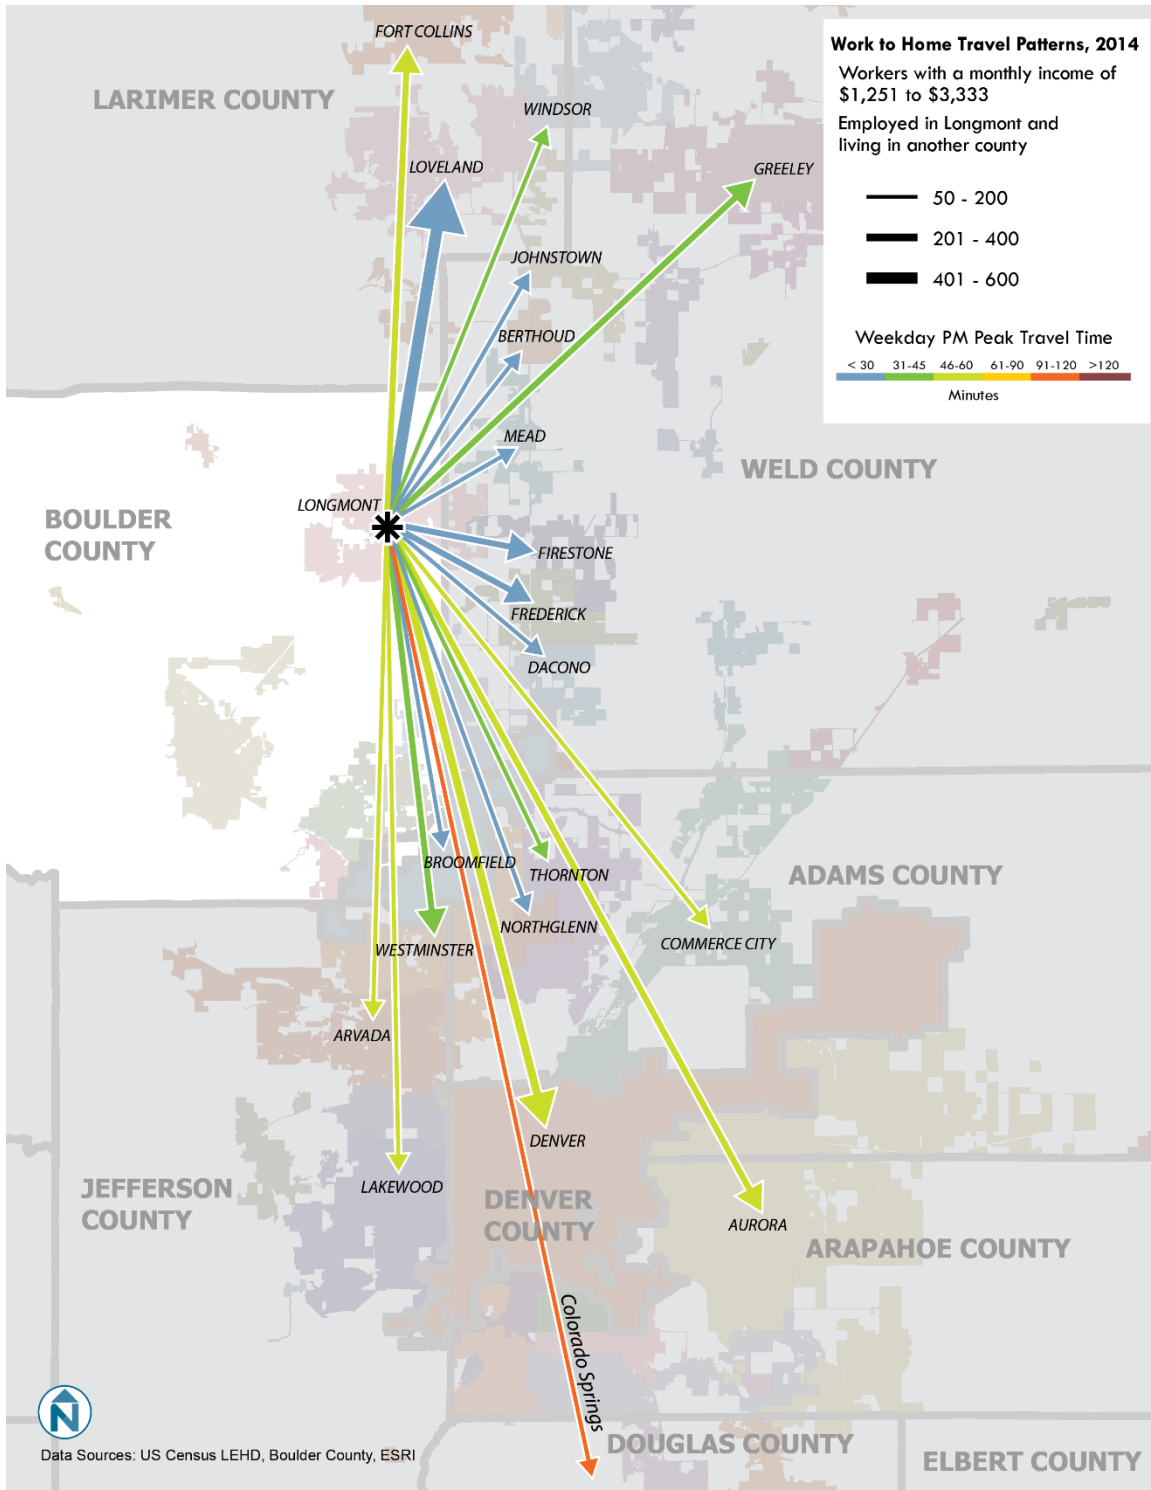 FORT COLLINS
Work to Home Travel Patterns, 2014
Workers with a monthly income of
$1,251 to $3,333
Employed in Longmont and
living in another county
50 - 200
201 - 400
401 - 600
Weekday PM Peak Travel Time
< 30 31-45 46-60 61-90 91-120 >120
Minutes
LARIMER COUNTY
WINDSOR
LOVELAND
GREELEY
JOHNSTOWN
BERTHOUD
MEAD
WELD COUNTY
LONGMONT
BOULDER
COUNTY
FIRESTONE
FREDERICK
DACONO
BROOMFIELD
THORNTON
ADAMS COUNTY
NORTHGLENN
WESTMINSTER
COMMERCE CITY
ARVADA
DENVER
LAKEWOOD
JEFFERSON
COUNTY
DENVER
COUNTY
AURORA
ARAPAHOE COUNTY
Colorado Springs
N
Data Sources: US Census LEHD, Boulder County, ESRI
DOUGLAS COUNTY
ELBERT COUNTY